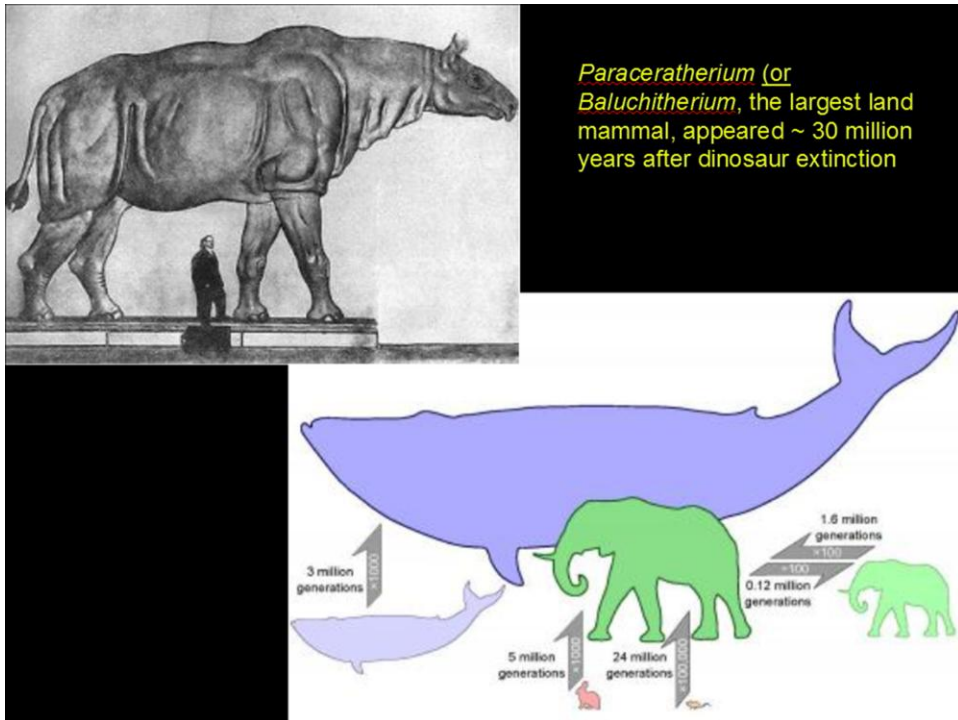 Paraceratherium (or
Baluchitherium, the largest land
mammal, appeared ~ 30 million
years after dinosaur extinction
1.6 million
generations
×100
÷100
0.12 million
generations
3 million
generations
×1000
5 million
generations
×1000
24 million
generations
×100,000